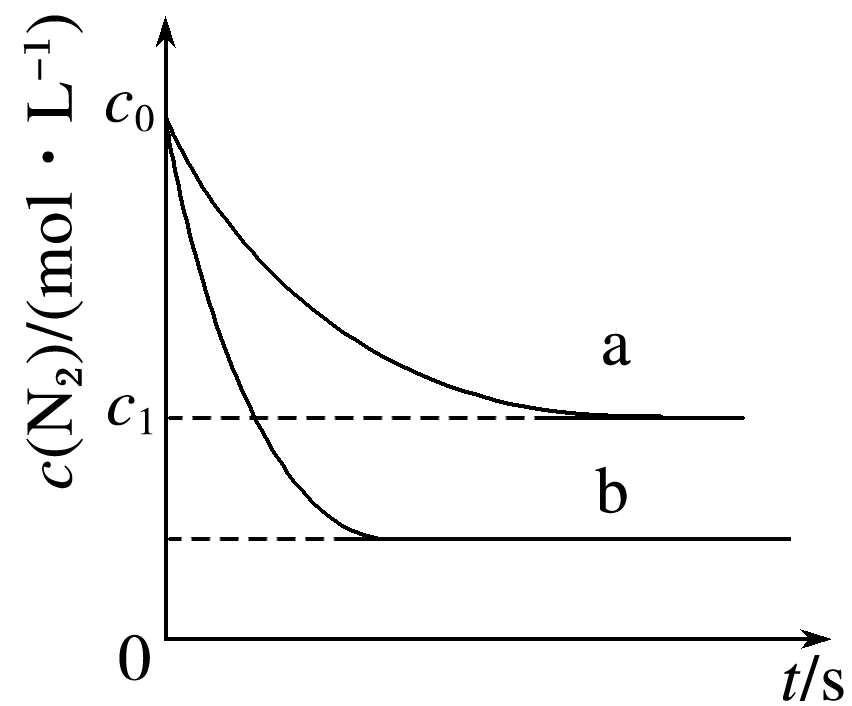 c(N₂)/(mol · L⁻¹)
c₀
a
c₁
b
0
t/s